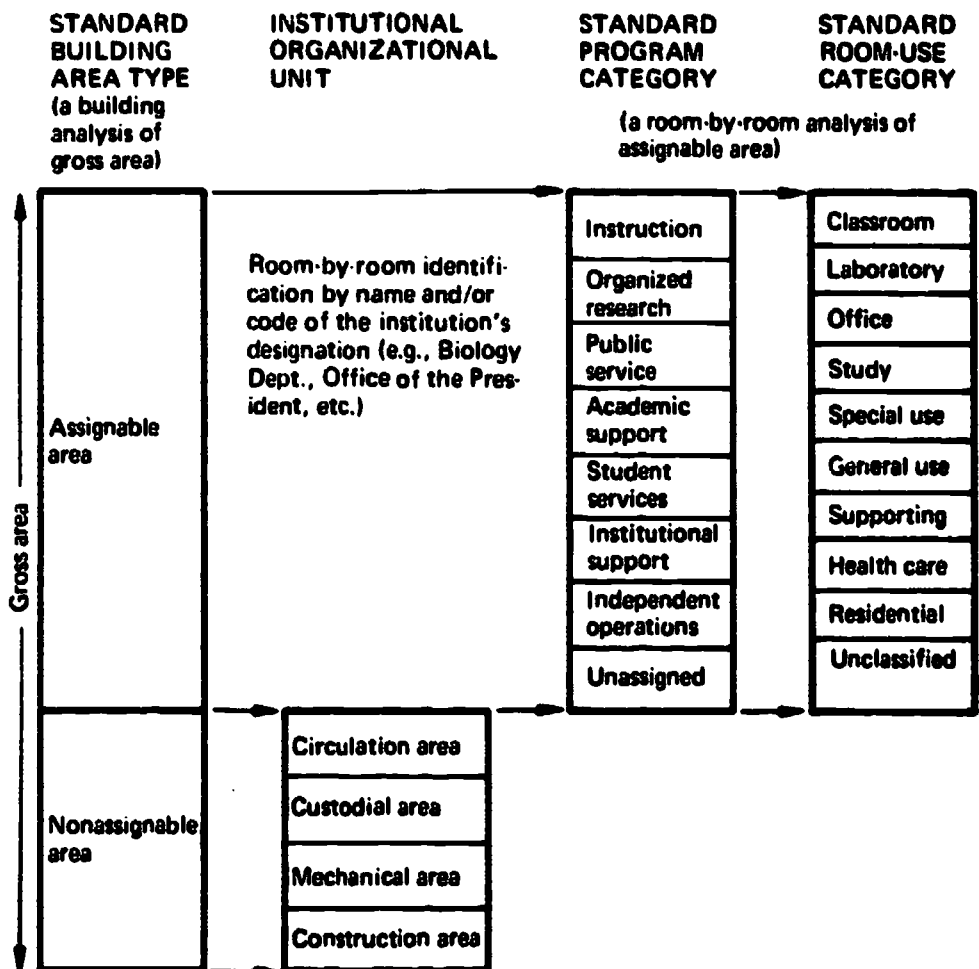 STANDARD
BUILDING
AREA TYPE
(a building
analysis of
gross area)
INSTITUTIONAL
ORGANIZATIONAL
UNIT
STANDARD
PROGRAM
CATEGORY
STANDARD
ROOM-USE
CATEGORY
(a room-by-room analysis of
assignable area)
Gross area
Assignable
area
Room-by-room identifi-
cation by name and/or
code of the institution's
designation (e.g., Biology
Dept., Office of the Pres-
ident, etc.)
Instruction
Organized
research
Public
service
Academic
support
Student
services
Institutional
support
Independent
operations
Unassigned
Classroom
Laboratory
Office
Study
Special use
General use
Supporting
Health care
Residential
Unclassified
Nonassignable
area
Circulation area
Custodial area
Mechanical area
Construction area